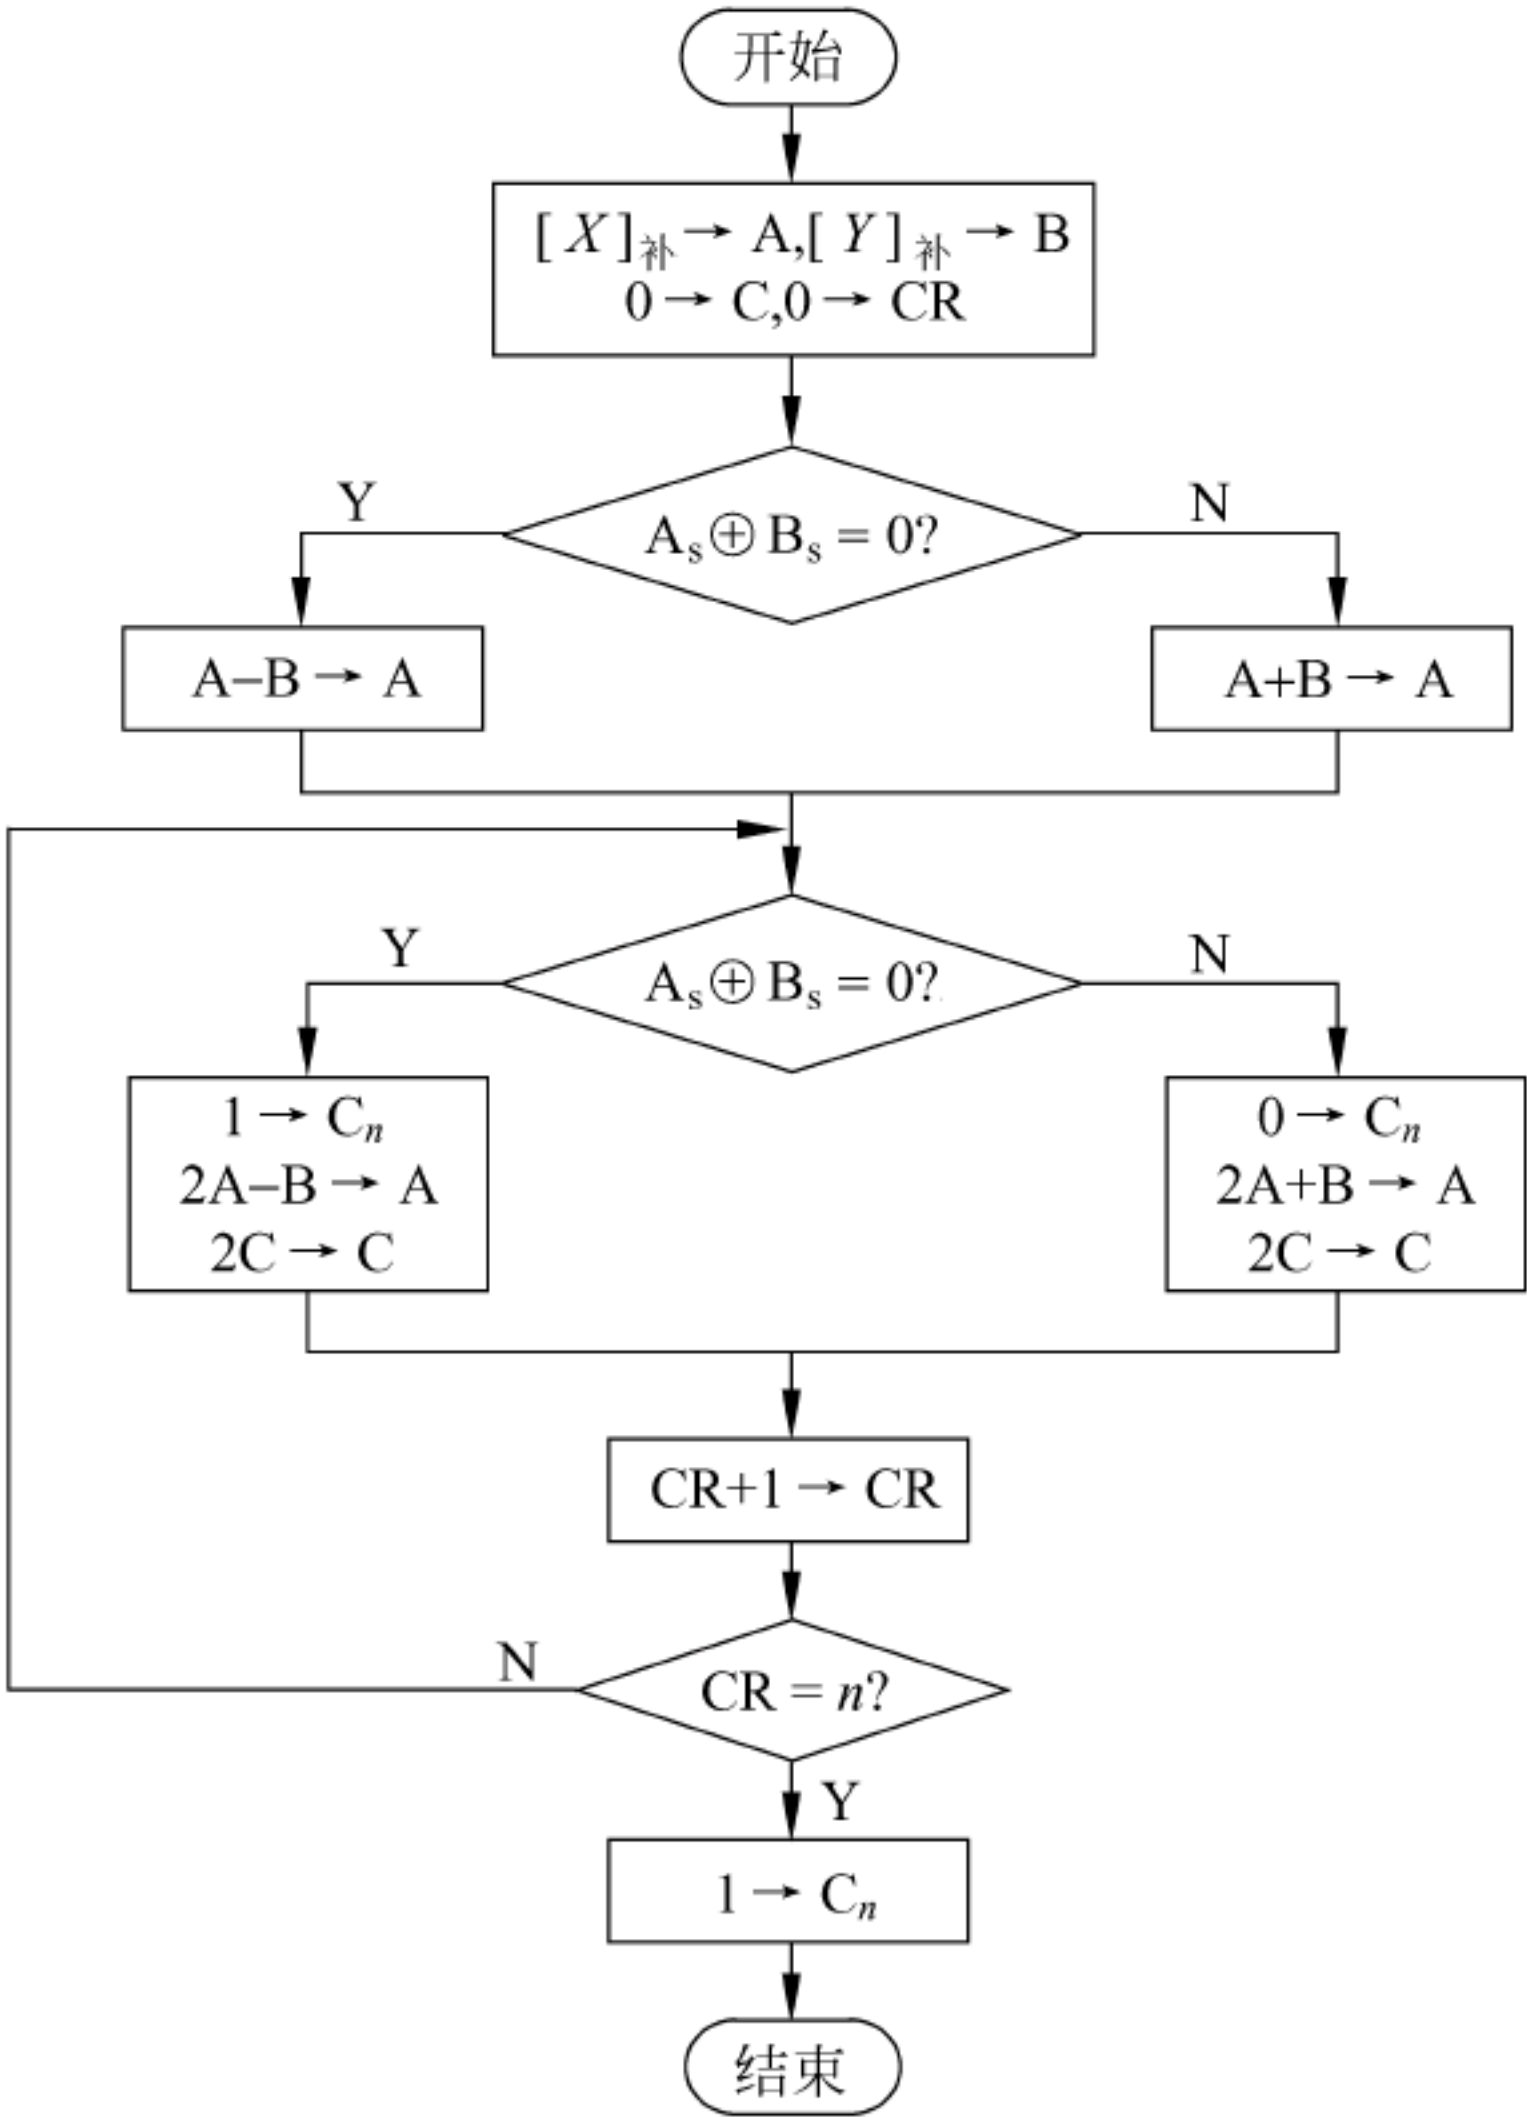 开始
[X]补→A,[Y]补→B
0→C,0→CR
Y
N
As⊕Bs=0?
A−B→A
A+B→A
Y
N
As⊕Bs=0?
1→Cn
2A−B→A
2C→C
0→Cn
2A+B→A
2C→C
CR+1→CR
N
CR=n?
Y
1→Cn
结束